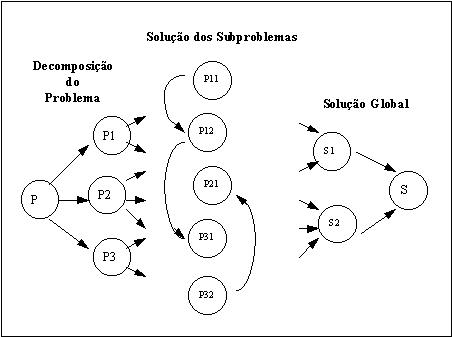 Solução dos Subproblemas
Decomposição
do
Problema
Solução Global
P11
P12
P21
P31
P32
P
P1
P2
P3
S1
S2
S